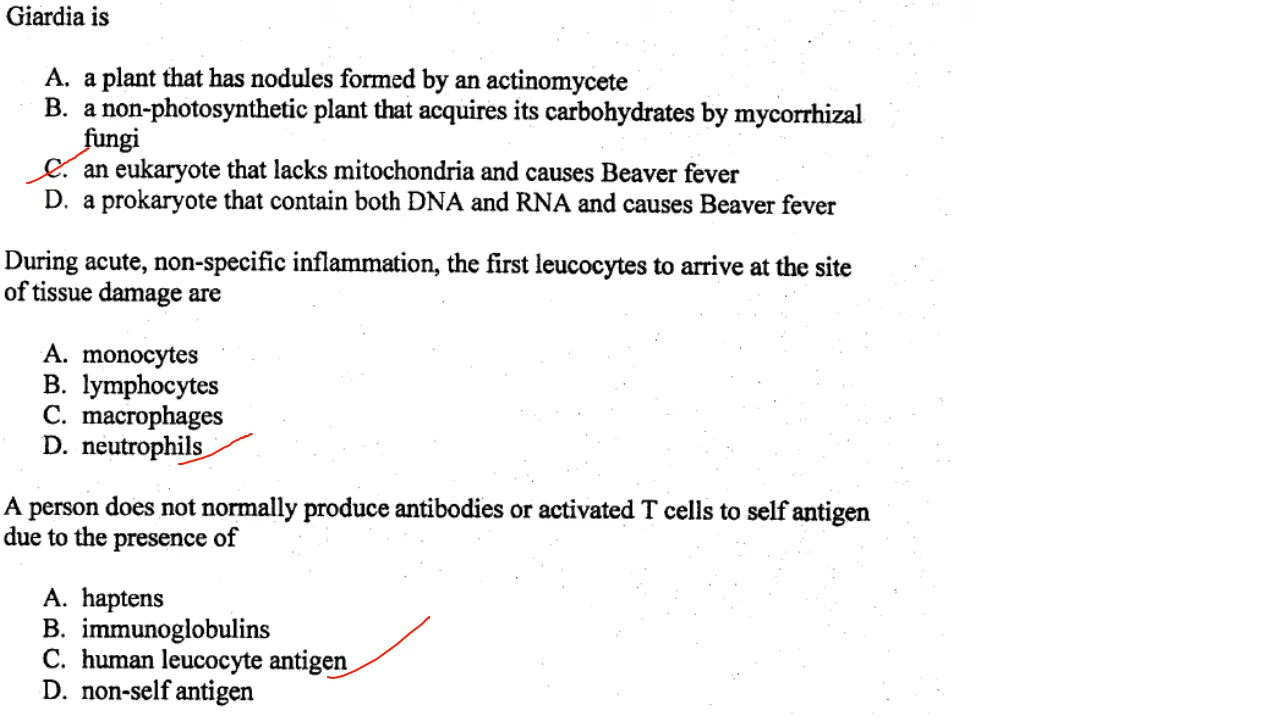 Giardia is
A. a plant that has nodules formed by an actinomycete
B. a non-photosynthetic plant that acquires its carbohydrates by mycorrhizal
fungi
C. an eukaryote that lacks mitochondria and causes Beaver fever
D. a prokaryote that contain both DNA and RNA and causes Beaver fever
During acute, non-specific inflammation, the first leucocytes to arrive at the site
of tissue damage are
A. monocytes
B. lymphocytes
C. macrophages
D. neutrophils
A person does not normally produce antibodies or activated T cells to self antigen
due to the presence of
A. haptens
B. immunoglobulins
C. human leucocyte antigen
D. non-self antigen